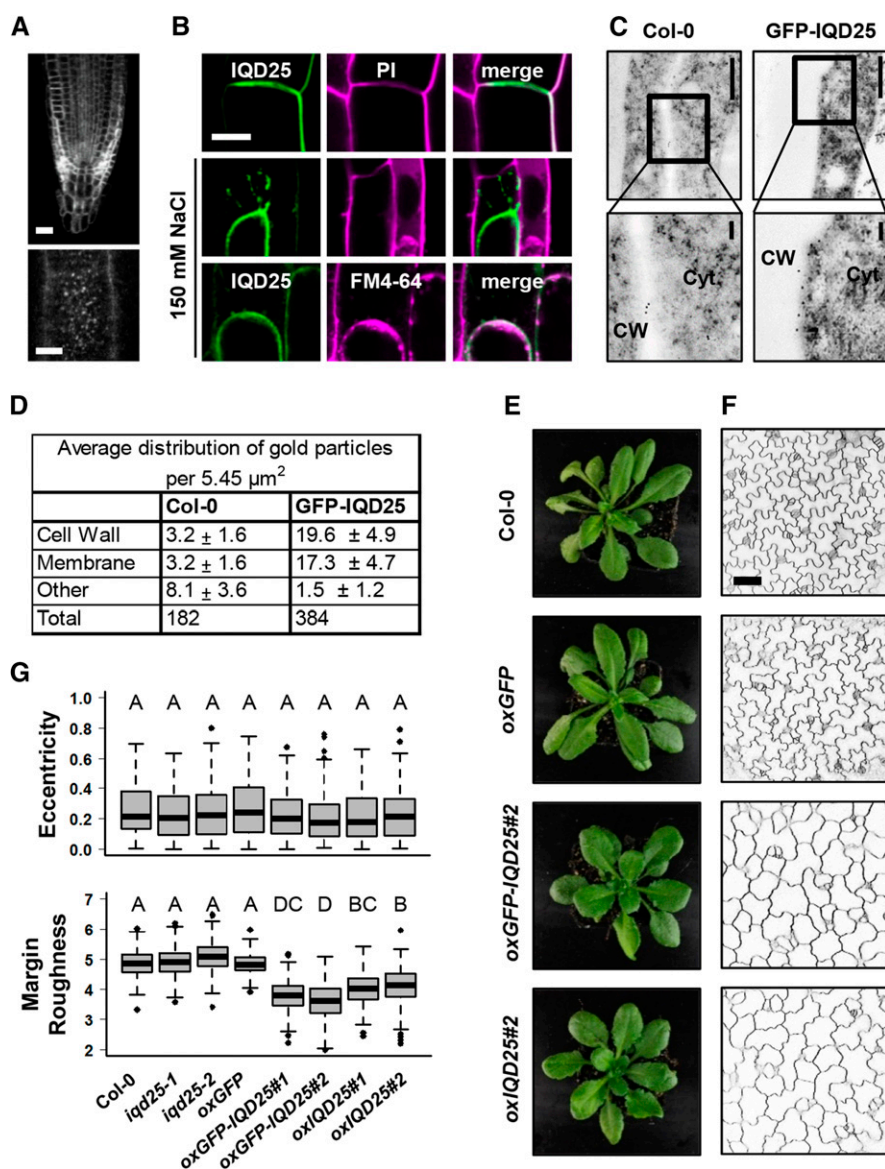 A
B
C
Col-0 GFP-IQD25
IQD25 PI merge
150 mM NaCl
IQD25 FM4-64 merge
CW Cyt.
CW Cyt.
D
Average distribution of gold particles
per 5.45 µm²
Col-0 GFP-IQD25
Cell Wall 3.2 ± 1.6 19.6 ± 4.9
Membrane 3.2 ± 1.6 17.3 ± 4.7
Other 8.1 ± 3.6 1.5 ± 1.2
Total 182 384
E
F
Col-0
oxGFP
oxGFP-IQD25#2
oxIQD25#2
G
Eccentricity
1.0
0.8
0.6
0.4
0.2
0.0
A A A A A A A A
Margin
Roughness
7
6
5
4
3
2
A A A A DC D BC B
Col-0
iqd25-1
iqd25-2
oxGFP
oxGFP-IQD25#1
oxGFP-IQD25#2
oxIQD25#1
oxIQD25#2